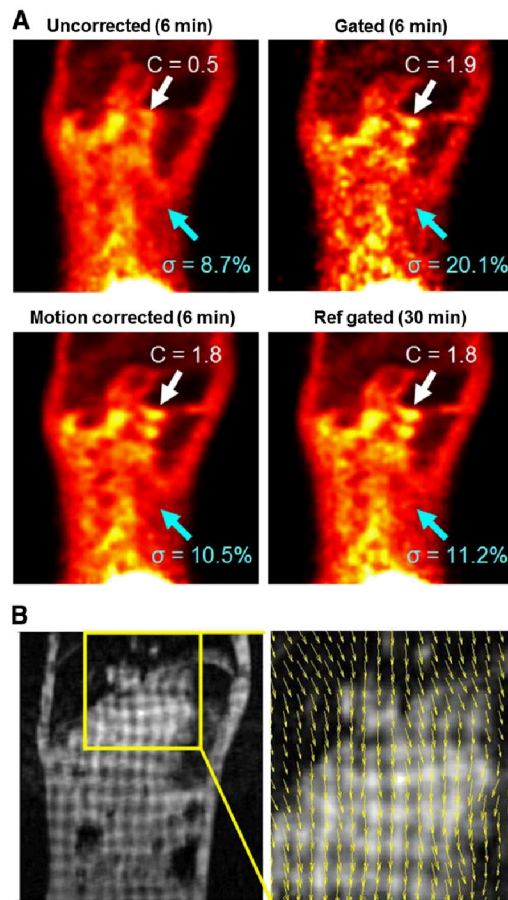 A
Uncorrected (6 min)
Gated (6 min)
C = 0.5
C = 1.9
σ = 8.7%
σ = 20.1%
Motion corrected (6 min)
Ref gated (30 min)
C = 1.8
C = 1.8
σ = 10.5%
σ = 11.2%
B